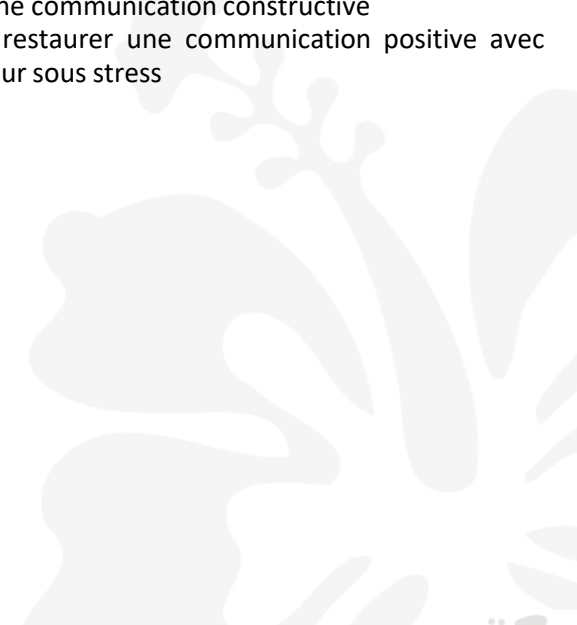 ne communication constructive
restaurer une communication positive avec
ur sous stress